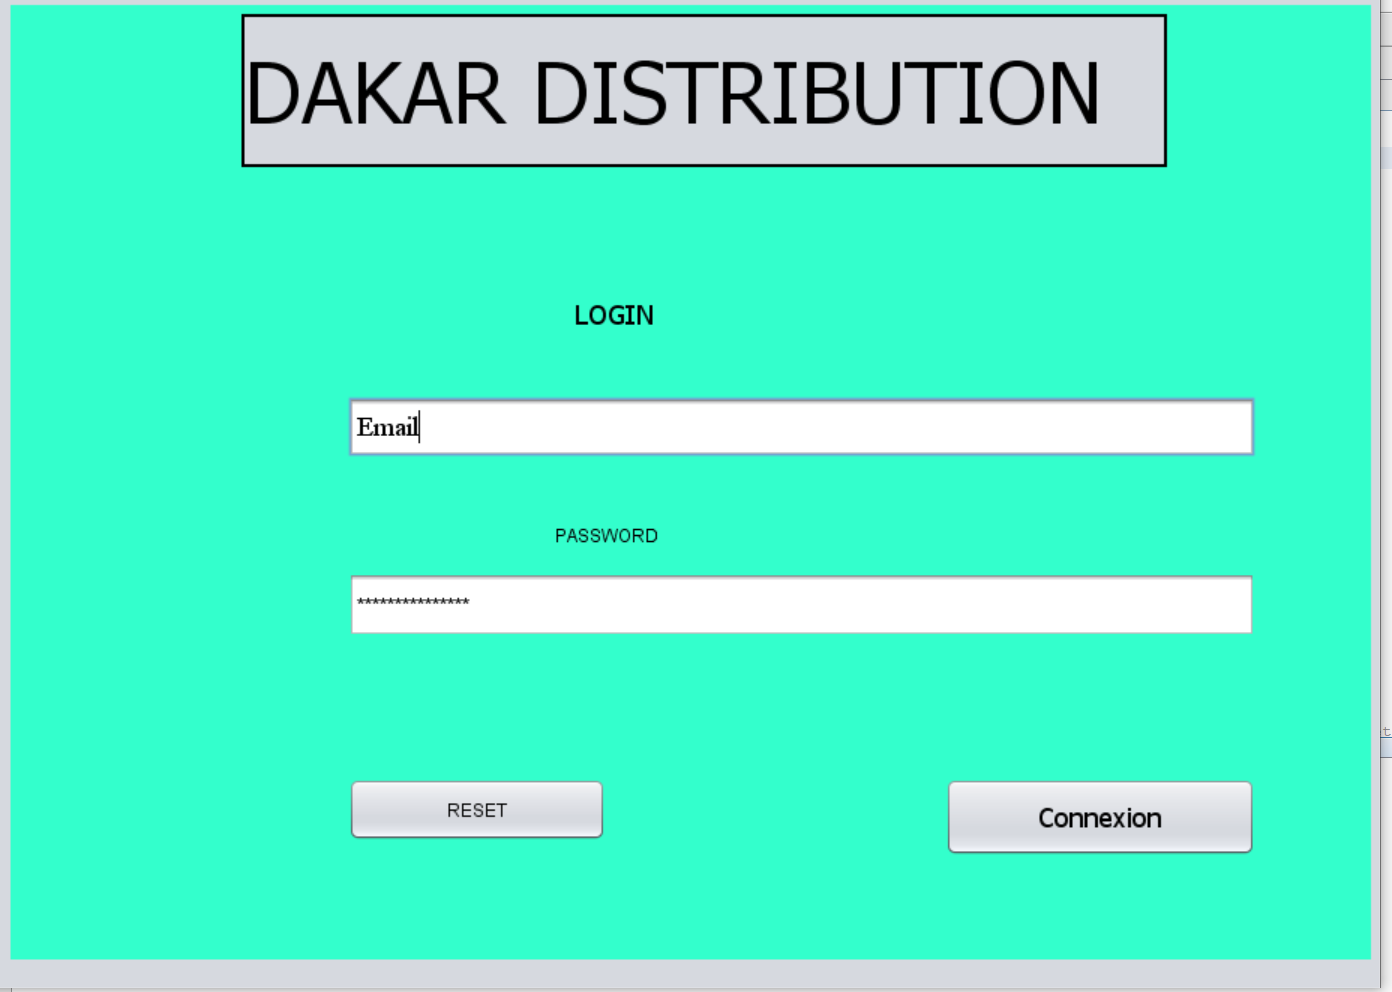 DAKAR DISTRIBUTION
LOGIN
Email
PASSWORD
***************
RESET
Connexion